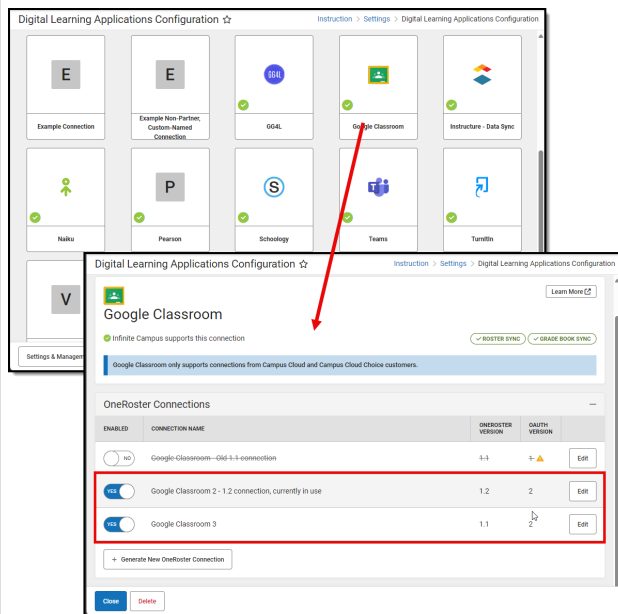 Digital Learning Applications Configuration ☆
Instruction > Settings > Digital Learning Applications Configuration
E
E
GG4L
Example Connection
Example Non-Partner,
Custom-Named
Connection
GG4L
Google Classroom
Instructure - Data Sync
P
S
T
Naiku
Pearson
Schoology
Teams
TurnItIn
V
Settings & Managem
Digital Learning Applications Configuration ☆
Instruction > Settings > Digital Learning Applications Configuration
Learn More
Google Classroom
Infinite Campus supports this connection
ROSTER SYNC
GRADE BOOK SYNC
Google Classroom only supports connections from Campus Cloud and Campus Cloud Choice customers.
OneRoster Connections
ENABLED
CONNECTION NAME
ONEROSTER
VERSION
OAUTH
VERSION
NO
Google Classroom - Old 1.1 connection
1.1
1
Edit
YES
Google Classroom 2 - 1.2 connection, currently in use
1.2
2
Edit
YES
Google Classroom 3
1.1
2
Edit
+ Generate New OneRoster Connection
Close
Delete